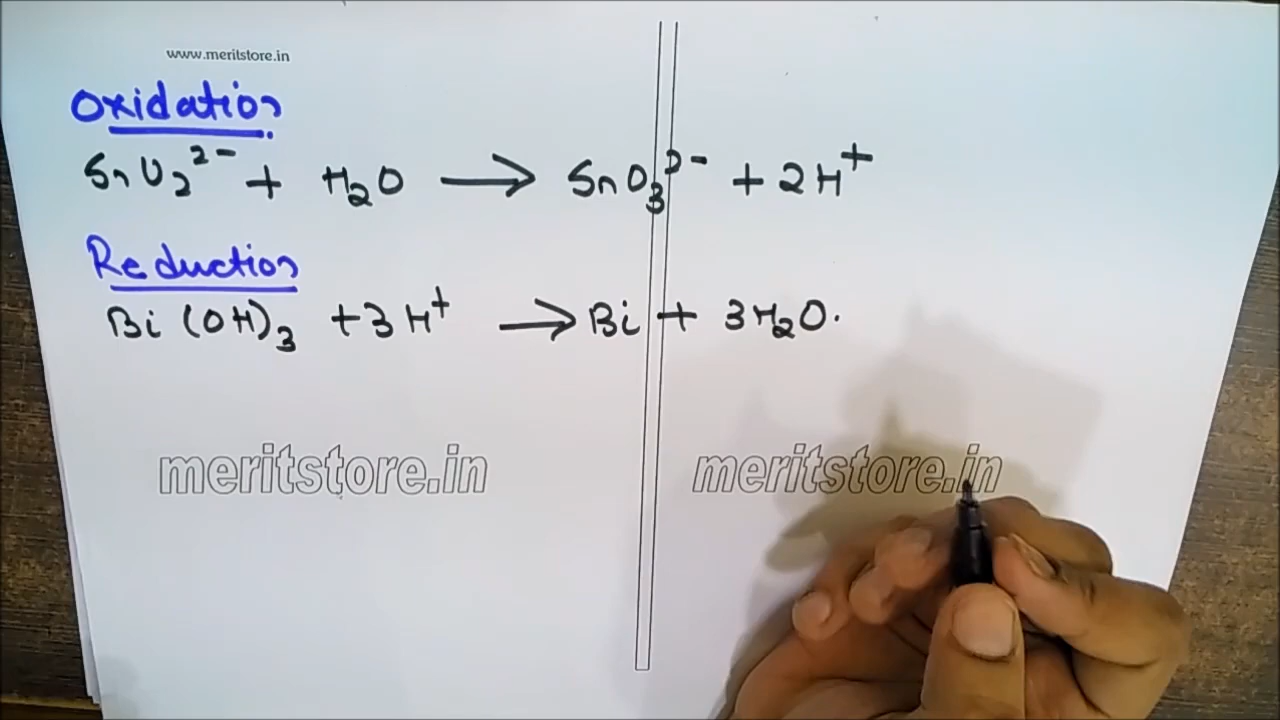 www.meritstore.in
Oxidation
SnO₂²⁻ + H₂O → SnO₃²⁻ + 2H⁺
Reduction
Bi(OH)₃ + 3H⁺ → Bi + 3H₂O.
meritstore.in meritstore.in